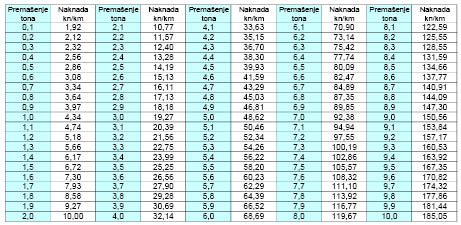 Premašenje Naknada Premašenje Naknada Premašenje Naknada Premašenje Naknada Premašenje Naknada
tona kn/km tona kn/km tona kn/km tona kn/km tona kn/km
0,1 1,92 2,1 10,77 4,1 33,63 6,1 70,90 8,1 122,59
0,2 2,12 2,2 11,57 4,2 35,15 6,2 73,14 8,2 125,55
0,3 2,32 2,3 12,40 4,3 36,70 6,3 75,42 8,3 128,55
0,4 2,56 2,4 13,28 4,4 38,30 6,4 77,74 8,4 131,59
0,5 2,86 2,5 14,19 4,5 39,93 6,5 80,09 8,5 134,66
0,6 3,08 2,6 15,13 4,6 41,59 6,6 82,47 8,6 137,77
0,7 3,34 2,7 16,11 4,7 43,29 6,7 84,89 8,7 140,91
0,8 3,64 2,8 17,13 4,8 45,03 6,8 87,35 8,8 144,09
0,9 3,97 2,9 18,18 4,9 46,81 6,9 89,85 8,9 147,30
1,0 4,34 3,0 19,27 5,0 48,62 7,0 92,38 9,0 150,56
1,1 4,74 3,1 20,39 5,1 50,46 7,1 94,94 9,1 153,84
1,2 5,18 3,2 21,56 5,2 52,34 7,2 97,55 9,2 157,17
1,3 5,66 3,3 22,75 5,3 54,26 7,3 100,19 9,3 160,53
1,4 6,17 3,4 23,99 5,4 56,22 7,4 102,86 9,4 163,92
1,5 6,72 3,5 25,25 5,5 58,20 7,5 105,57 9,5 167,35
1,6 7,30 3,6 26,56 5,6 60,23 7,6 108,32 9,6 170,82
1,7 7,93 3,7 27,90 5,7 62,29 7,7 111,10 9,7 174,32
1,8 8,58 3,8 29,28 5,8 64,39 7,8 113,92 9,8 177,86
1,9 9,27 3,9 30,69 5,9 66,52 7,9 116,77 9,9 181,44
2,0 10,00 4,0 32,14 6,0 68,69 8,0 119,67 10,0 185,05